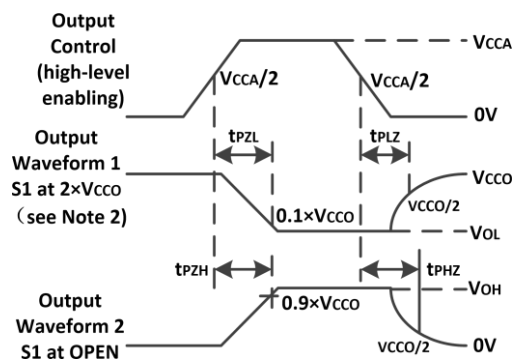 Output
Control
(high-level
enabling)
VCCA/2
VCCA/2
VCCA
0V
tPZL
tPLZ
Output
Waveform 1
S1 at 2×VCCO
（see Note 2)
0.1×VCCO
VCCO/2
VCCO
VOL
tPZH
tPHZ
Output
Waveform 2
S1 at OPEN
0.9×VCCO
VCCO/2
VOH
0V